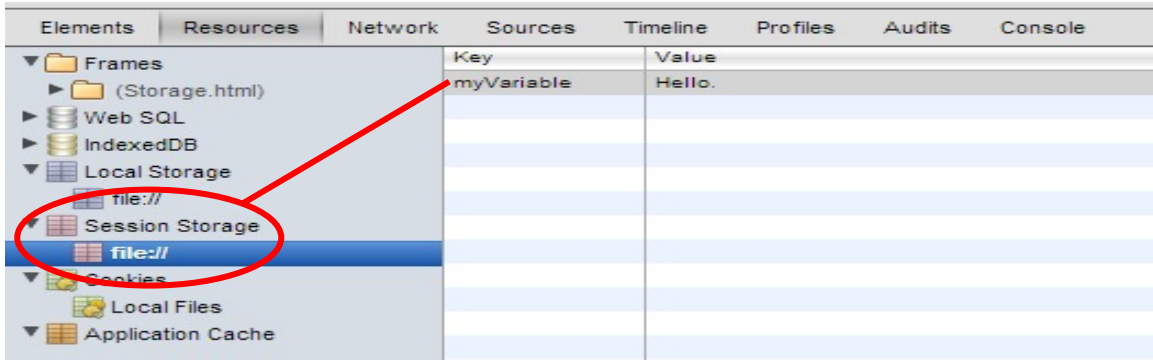 Elements Resources Network Sources Timeline Profiles Audits Console
Key Value
myVariable Hello.
Frames
(Storage.html)
Web SQL
IndexedDB
Local Storage
file://
Session Storage
file://
Cookies
Local Files
Application Cache